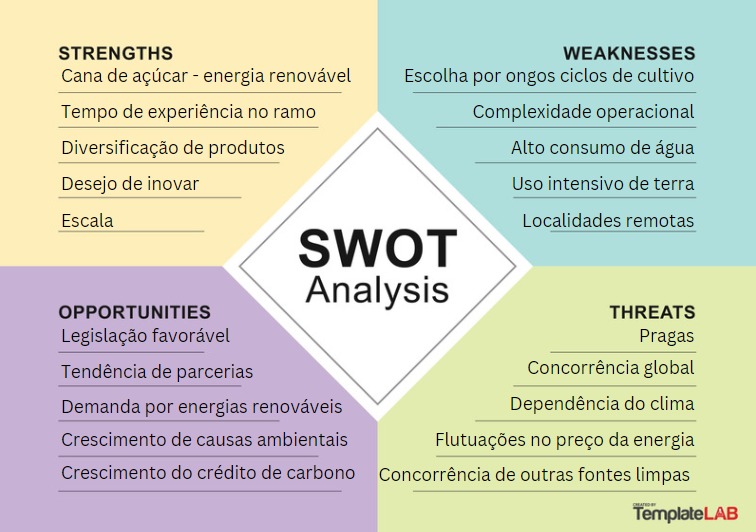 STRENGTHS
Cana de açúcar - energia renovável
Tempo de experiência no ramo
Diversificação de produtos
Desejo de inovar
Escala
WEAKNESSES
Escolha por ongos ciclos de cultivo
Complexidade operacional
Alto consumo de água
Uso intensivo de terra
Localidades remotas
SWOT
Analysis
OPPORTUNITIES
Legislação favorável
Tendência de parcerias
Demanda por energias renováveis
Crescimento de causas ambientais
Crescimento do crédito de carbono
THREATS
Pragas
Concorrência global
Dependência do clima
Flutuações no preço da energia
Concorrência de outras fontes limpas
CREATED BY
TemplateLAB